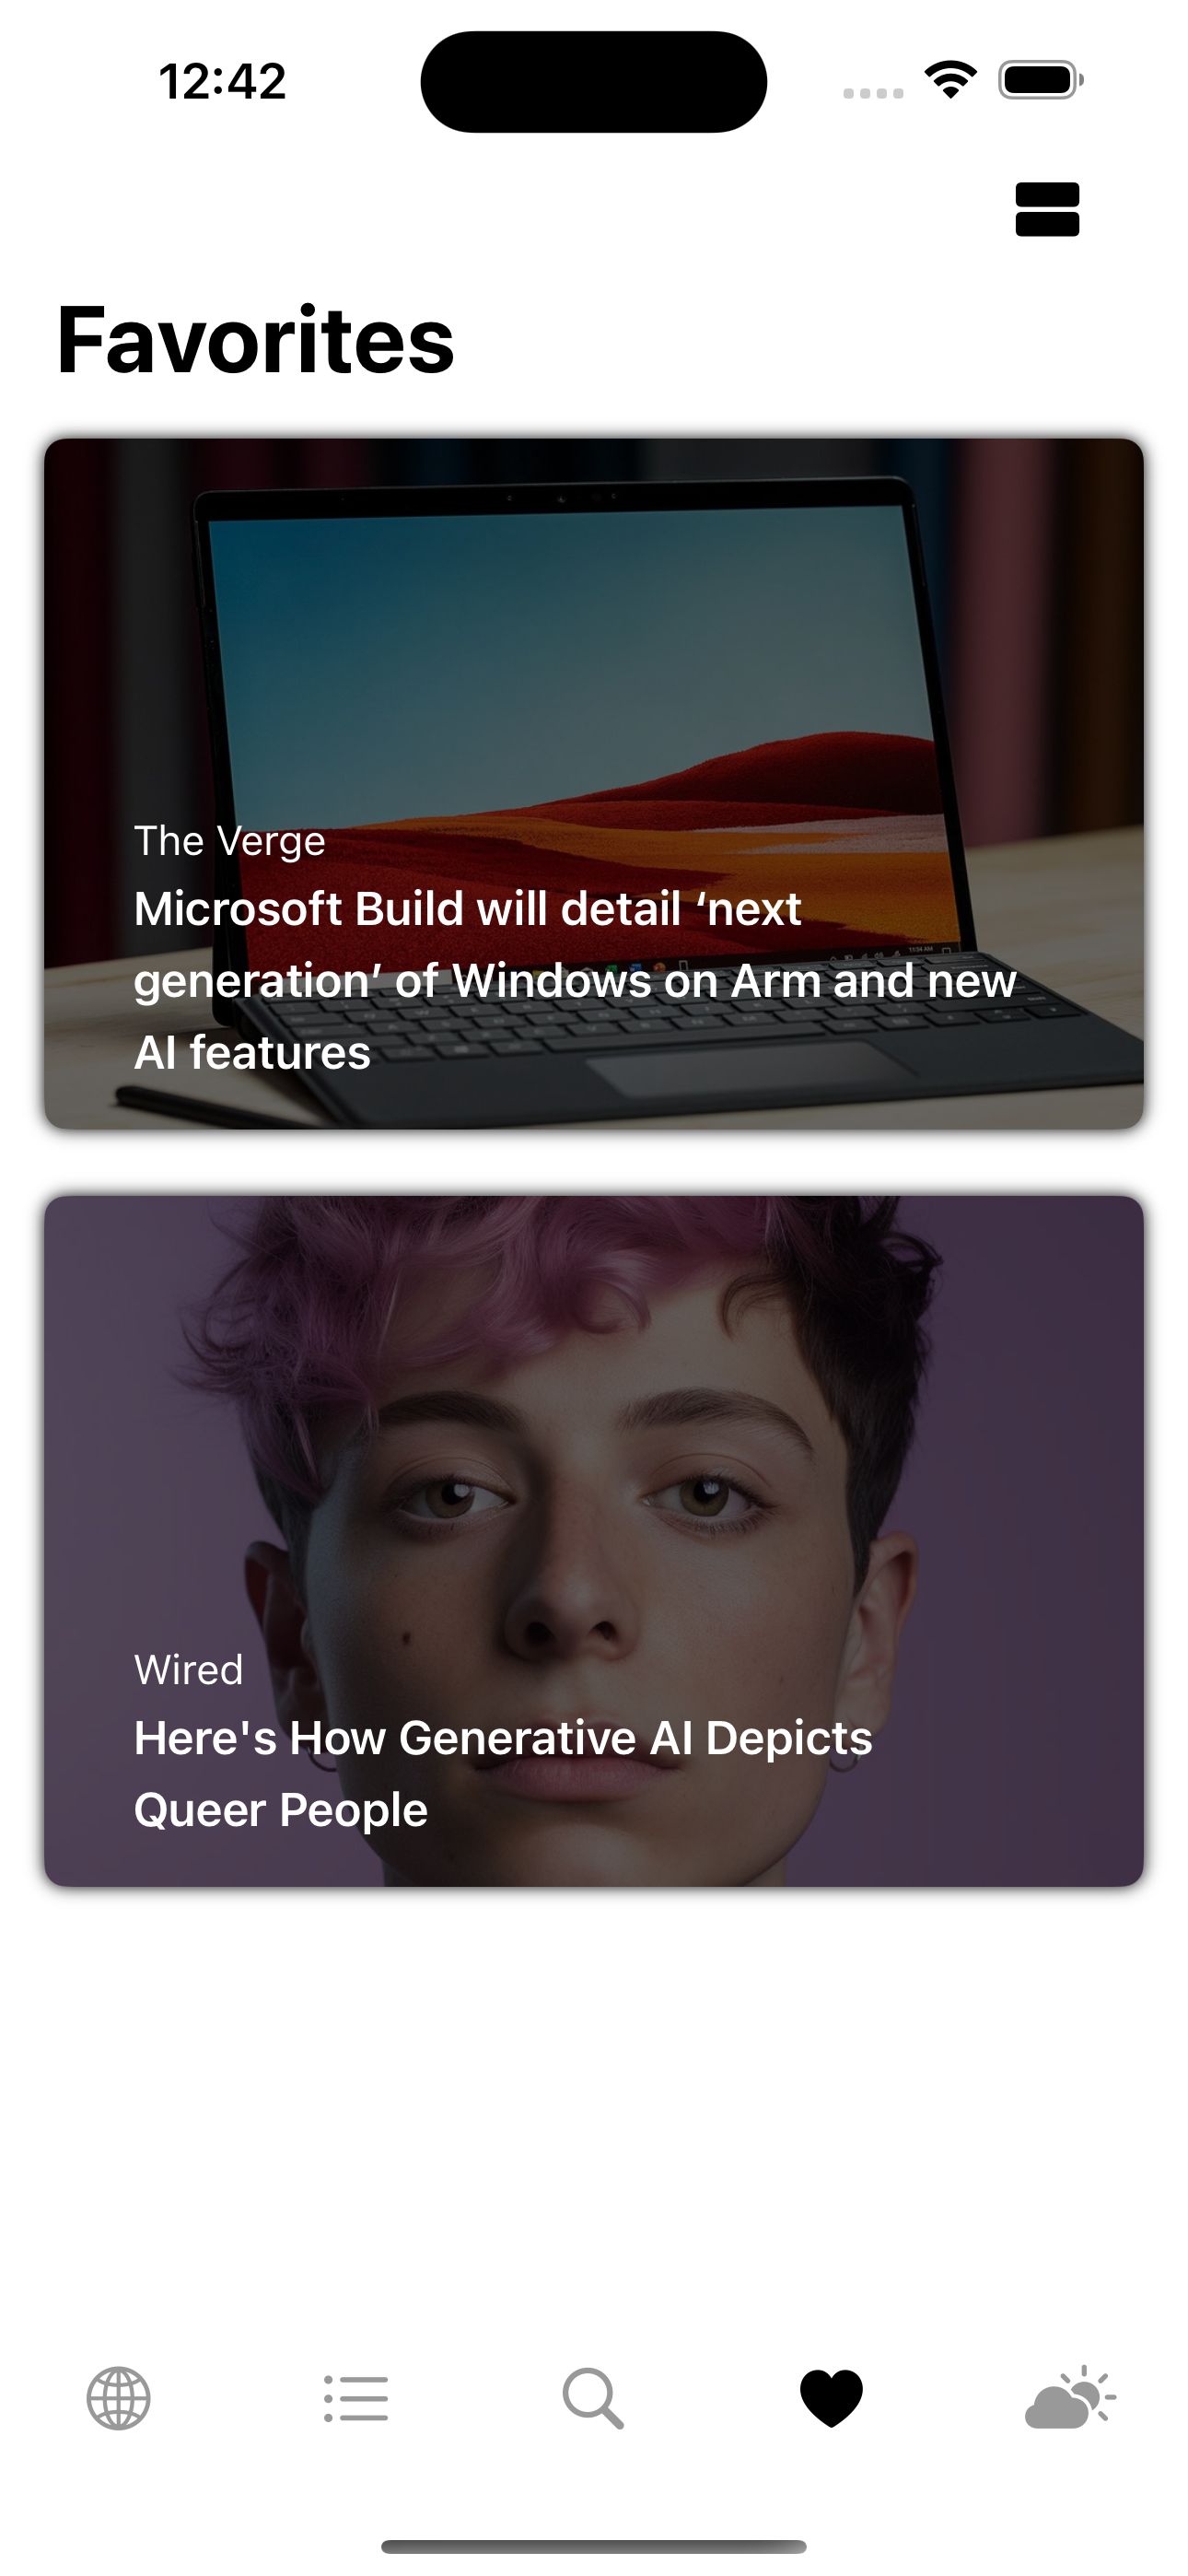 12:42
Favorites
The Verge
Microsoft Build will detail ‘next
generation’ of Windows on Arm and new
AI features
Wired
Here's How Generative AI Depicts
Queer People